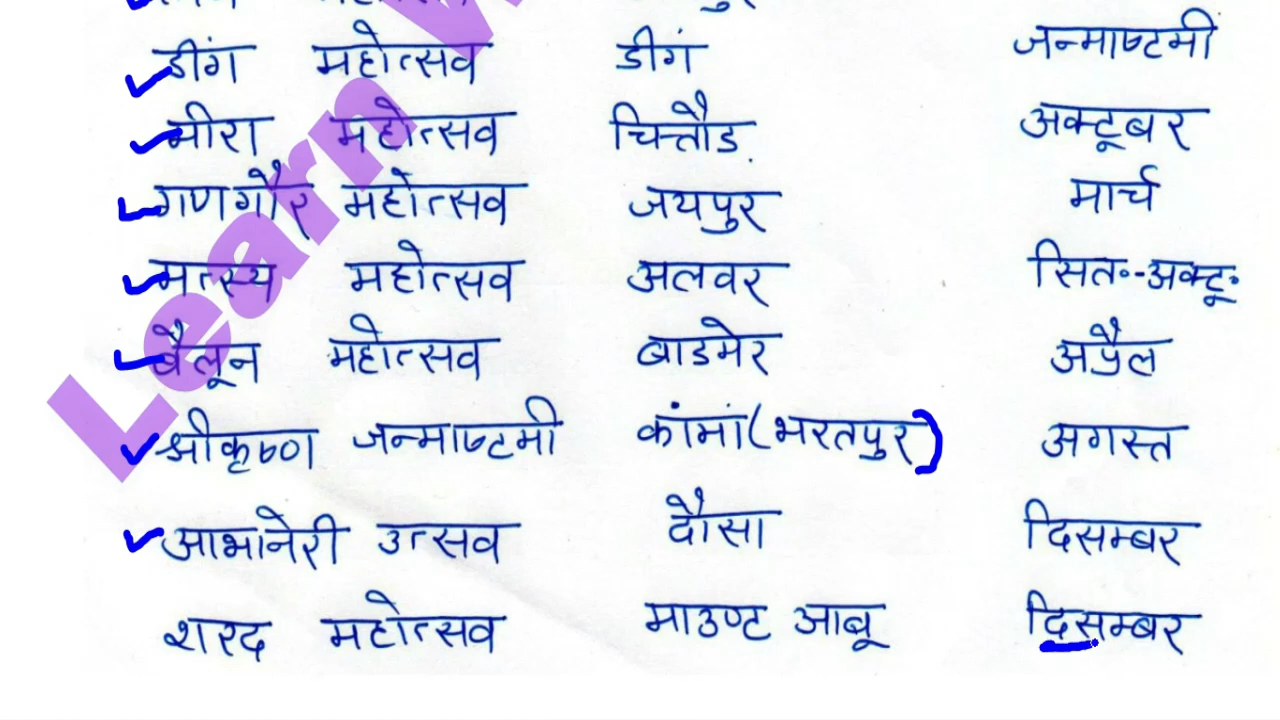 डींग महोत्सव डीगं जन्माष्टमी
मीरा महोत्सव चित्तौड. अक्टूबर
गणगौर महोत्सव जयपुर मार्च
मत्स्य महोत्सव अलवर सित॰-अक्टू॰
बैलून महोत्सव बाडमेर अप्रैल
श्रीकृष्ण जन्माष्टमी कांमां(भरतपुर) अगस्त
आभानेरी उत्सव दौसा दिसम्बर
शरद महोत्सव माउण्ट आबू दिसम्बर
Learn